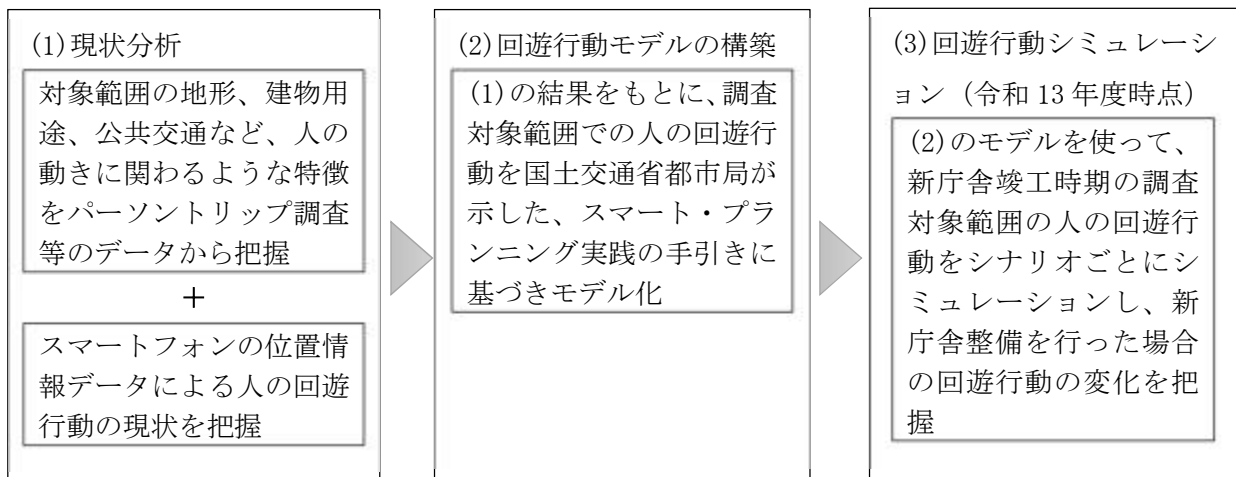 (1)現状分析
対象範囲の地形、建物用
途、公共交通など、人の
動きに関わるような特徴
をパーソントリップ調査
等のデータから把握
+
スマートフォンの位置情
報データによる人の回遊
行動の現状を把握
(2)回遊行動モデルの構築
(1)の結果をもとに、調査
対象範囲での人の回遊行
動を国土交通省都市局が
示した、スマート・プラ
ンニング実践の手引きに
基づきモデル化
(3)回遊行動シミュレーシ
ョン（令和 13 年度時点）
(2)のモデルを使って、
新庁舎竣工時期の調査
対象範囲の人の回遊行
動をシナリオごとにシ
ミュレーションし、新
庁舎整備を行った場合
の回遊行動の変化を把
握